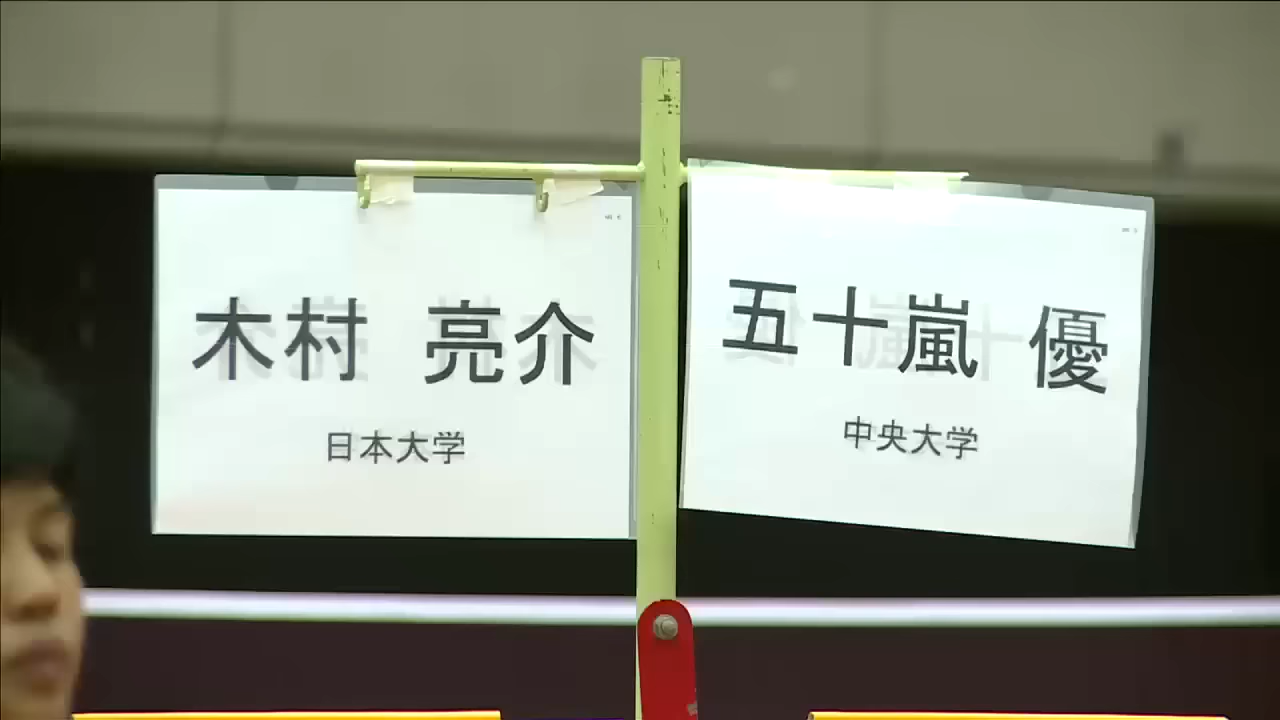 木村 亮介
日本大学
五十嵐 優
中央大学